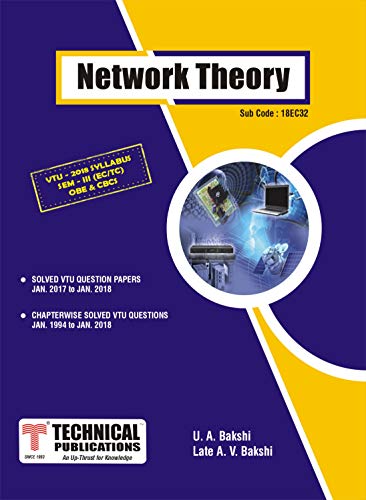 Network Theory
Sub Code : 18EC32
VTU - 2018 SYLLABUS
SEM - III (EC/TC)
OBE & CBCS
SOLVED VTU QUESTION PAPERS
JAN. 2017 to JAN. 2018
CHAPTERWISE SOLVED VTU QUESTIONS
JAN. 1994 to JAN. 2018
T
SINCE 1993
TECHNICAL
PUBLICATIONS
An Up-Thrust for Knowledge
U. A. Bakshi
Late A. V. Bakshi